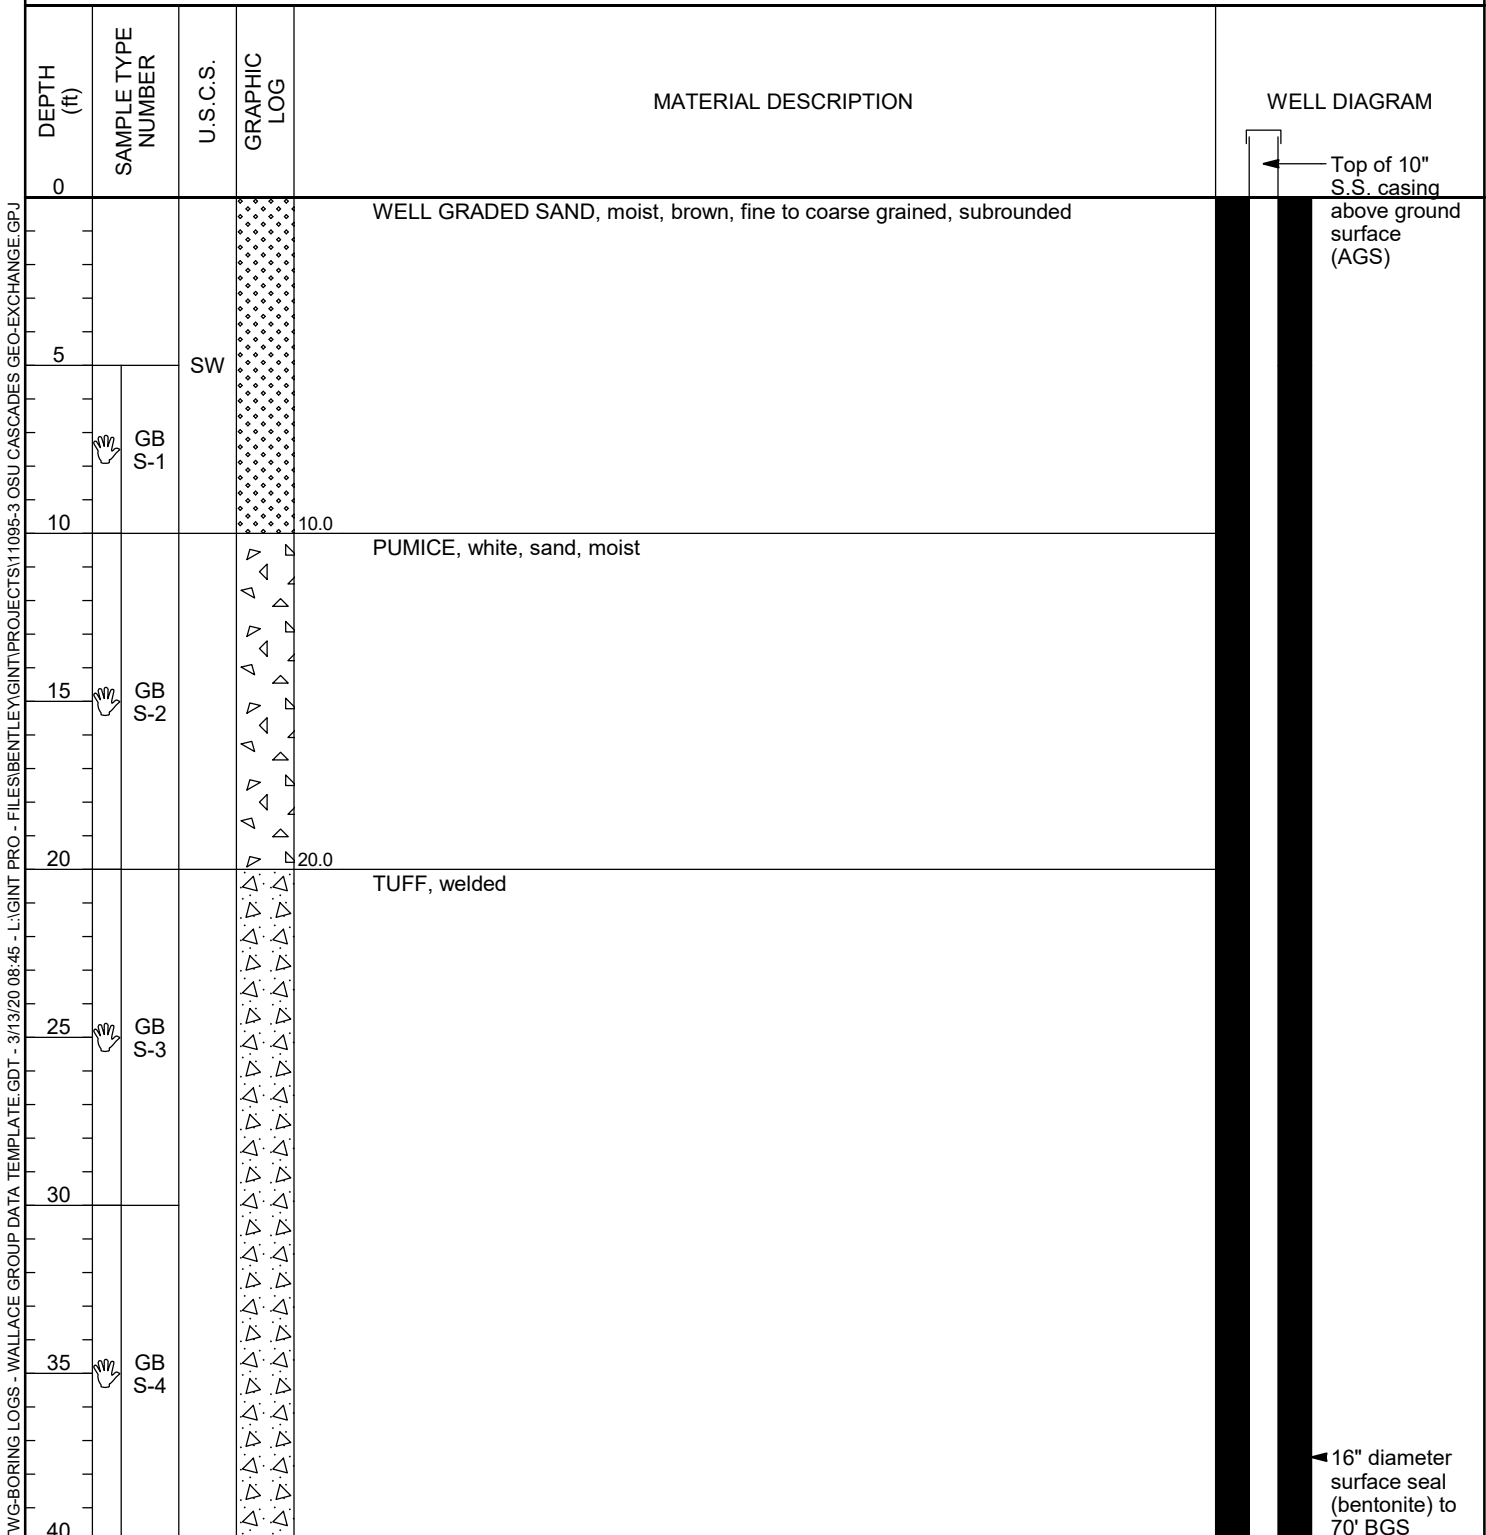 DEPTH
(ft)
SAMPLE TYPE
NUMBER
U.S.C.S.
GRAPHIC
LOG
MATERIAL DESCRIPTION
WELL DIAGRAM
0
Top of 10"
S.S. casing
above ground
surface
(AGS)
WELL GRADED SAND, moist, brown, fine to coarse grained, subrounded
5
SW
GB
S-1
10
10.0
PUMICE, white, sand, moist
15
GB
S-2
20
20.0
TUFF, welded
25
GB
S-3
30
35
GB
S-4
16" diameter
surface seal
(bentonite) to
70' BGS
40
WG-BORING LOGS - WALLACE GROUP DATA TEMPLATE.GDT - 3/13/20 08:45 - L:\GINT PRO - FILES\BENTLEY\GINT\PROJECTS\11095-3 OSU CASCADES GEO-EXCHANGE.GPJ